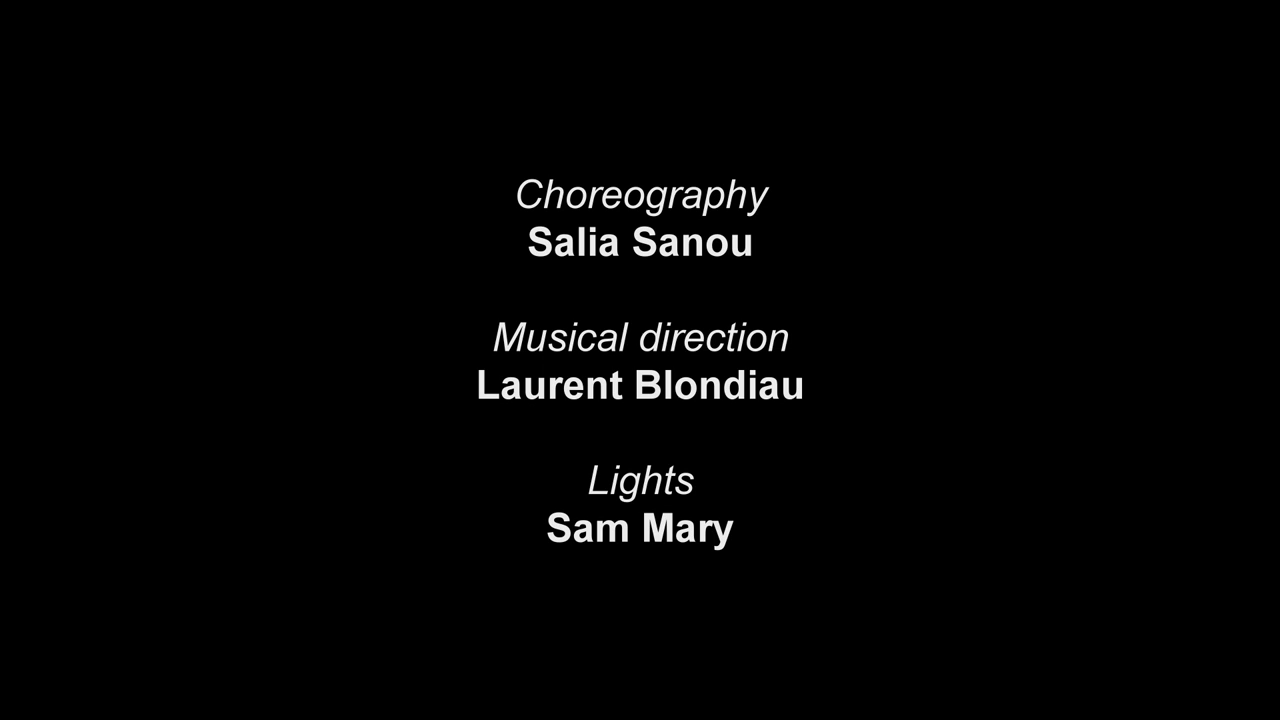 Choreography
Salia Sanou
Musical direction
Laurent Blondiau
Lights
Sam Mary